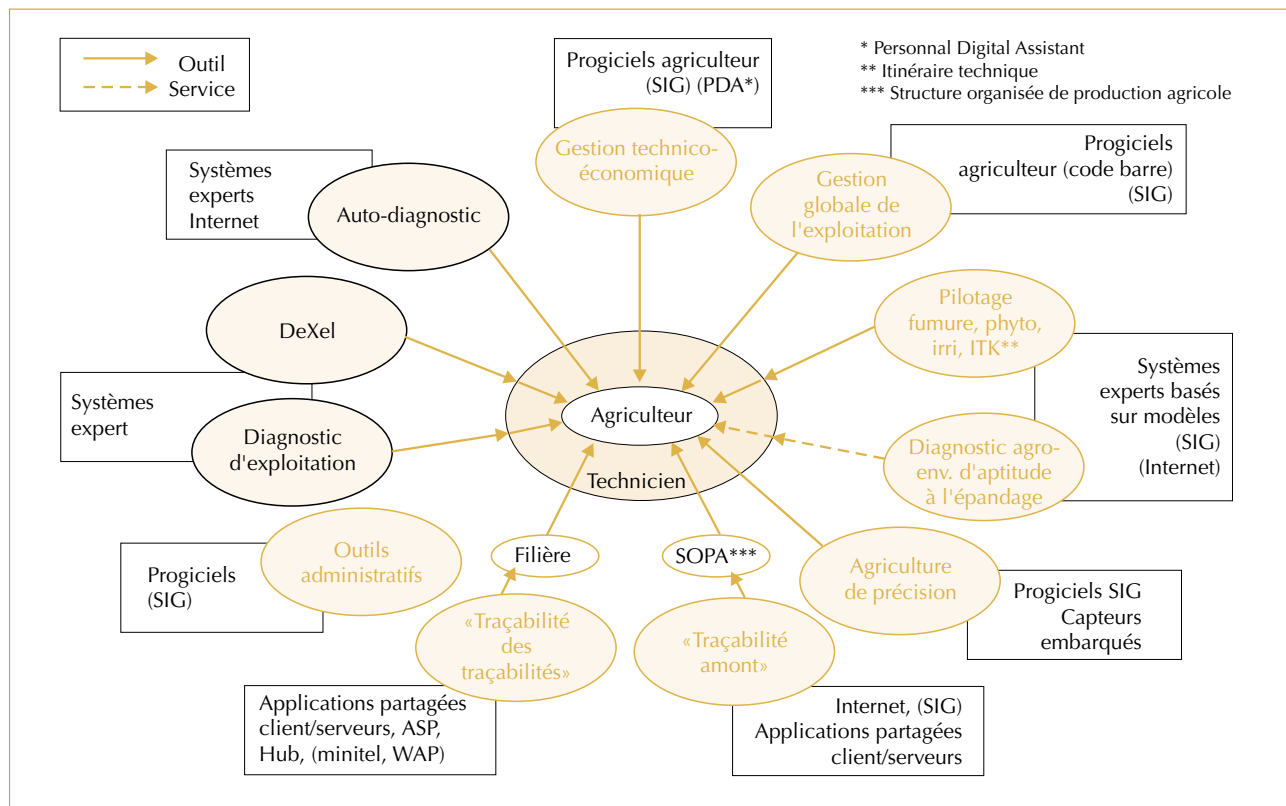 Outil
Service
Progiciels agriculteur
(SIG) (PDA*)
* Personnal Digital Assistant
** Itinéraire technique
*** Structure organisée de production agricole
Gestion technico-
économique
Progiciels
agriculteur (code barre)
(SIG)
Gestion
globale de
l'exploitation
Systèmes
experts
Internet
Auto-diagnostic
DeXel
Pilotage
fumure, phyto,
irri, ITK**
Systèmes
experts basés
sur modèles
(SIG)
(Internet)
Systèmes
expert
Diagnostic
d'exploitation
Agriculteur
Technicien
Diagnostic agro-
env. d'aptitude
à l'épandage
Outils
administratifs
Progiciels
(SIG)
Filière
SOPA***
Agriculture
de précision
Progiciels SIG
Capteurs
embarqués
«Traçabilité
des
traçabilités»
«Traçabilité
amont»
Applications partagées
client/serveurs, ASP,
Hub, (minitel, WAP)
Internet, (SIG)
Applications partagées
client/serveurs